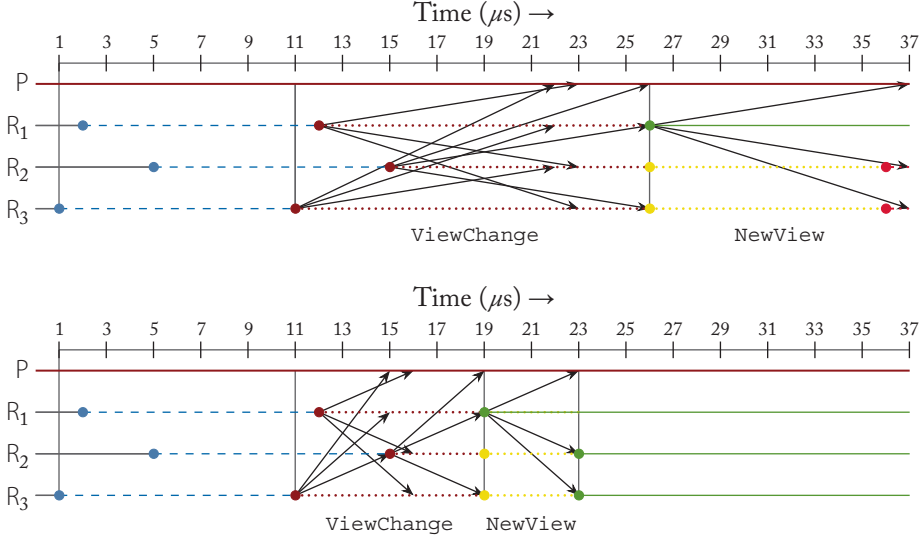 Time (μs) →
1 3 5 7 9 11 13 15 17 19 21 23 25 27 29 31 33 35 37
P
R1
R2
R3
ViewChange NewView
Time (μs) →
1 3 5 7 9 11 13 15 17 19 21 23 25 27 29 31 33 35 37
P
R1
R2
R3
ViewChange NewView